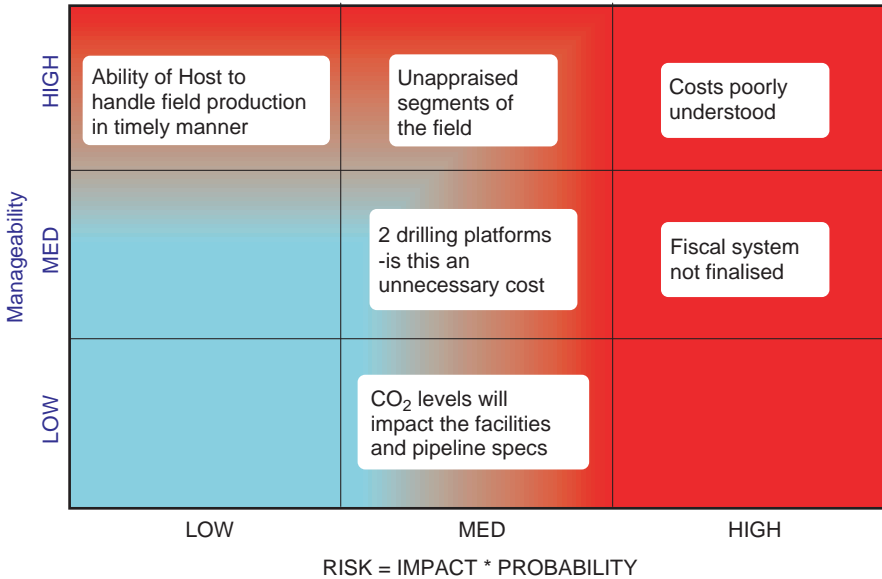 Manageability
HIGH
Ability of Host to
handle field production
in timely manner
Unappraised
segments of
the field
Costs poorly
understood
MED
2 drilling platforms
-is this an
unnecessary cost
Fiscal system
not finalised
LOW
CO₂ levels will
impact the facilities
and pipeline specs
LOW
MED
HIGH
RISK = IMPACT * PROBABILITY